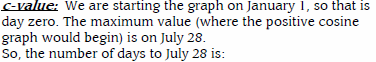 c-value: We are starting the graph on January 1, so that is
day zero. The maximum value (where the positive cosine
graph would begin) is on July 28.
So, the number of days to July 28 is: